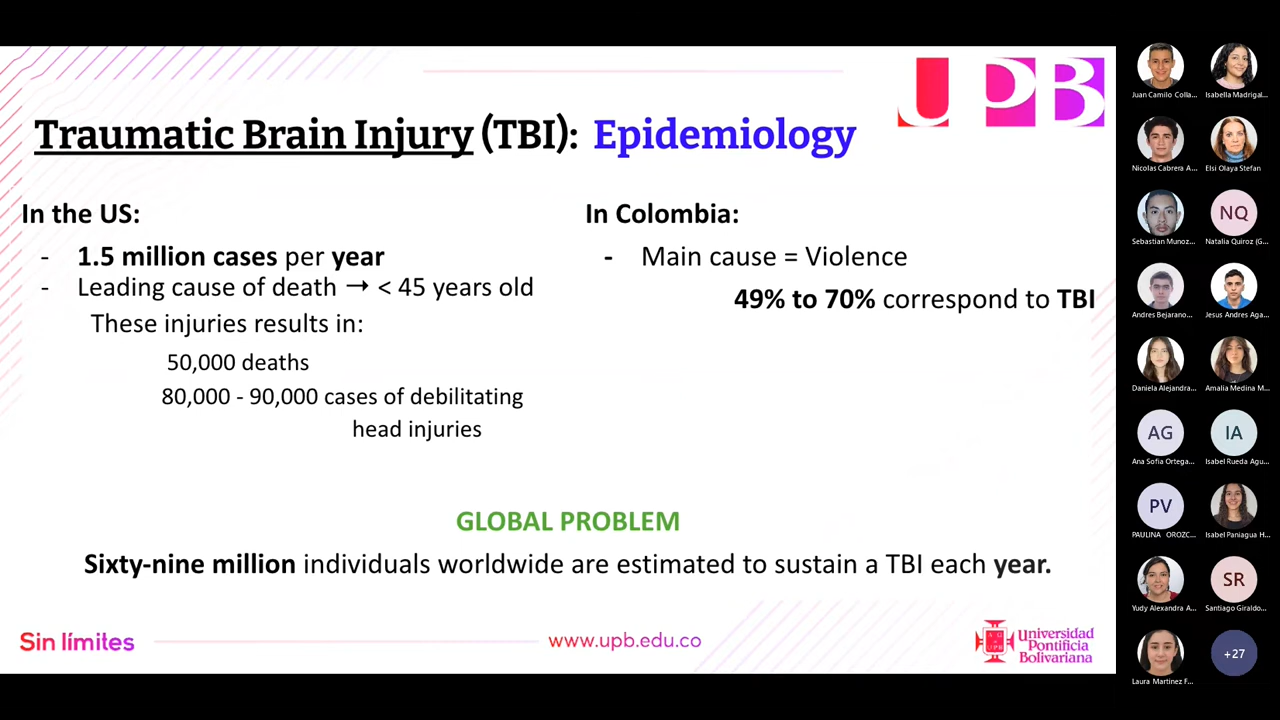 UPB
Traumatic Brain Injury (TBI): Epidemiology
In the US:
- 1.5 million cases per year
- Leading cause of death → < 45 years old
These injuries results in:
50,000 deaths
80,000 - 90,000 cases of debilitating
head injuries
In Colombia:
- Main cause = Violence
49% to 70% correspond to TBI
GLOBAL PROBLEM
Sixty-nine million individuals worldwide are estimated to sustain a TBI each year.
Sin límites
www.upb.edu.co
Universidad
Pontificia
Bolivariana
Juan Camilo Colla...
Isabella Madrigal...
Nicolas Cabrera A...
Elsi Olaya Stefan
Sebastian Munoz...
NQ
Natalia Quiroz (G...
Andres Bejarano...
Jesus Andres Aga...
Daniela Alejandra...
Amalia Medina M...
AG
Ana Sofia Ortega...
IA
Isabel Rueda Agu...
PV
PAULINA OROZC...
Isabel Paniagua H...
Yudy Alexandra A...
SR
Santiago Giraldo...
Laura Martinez F...
+27